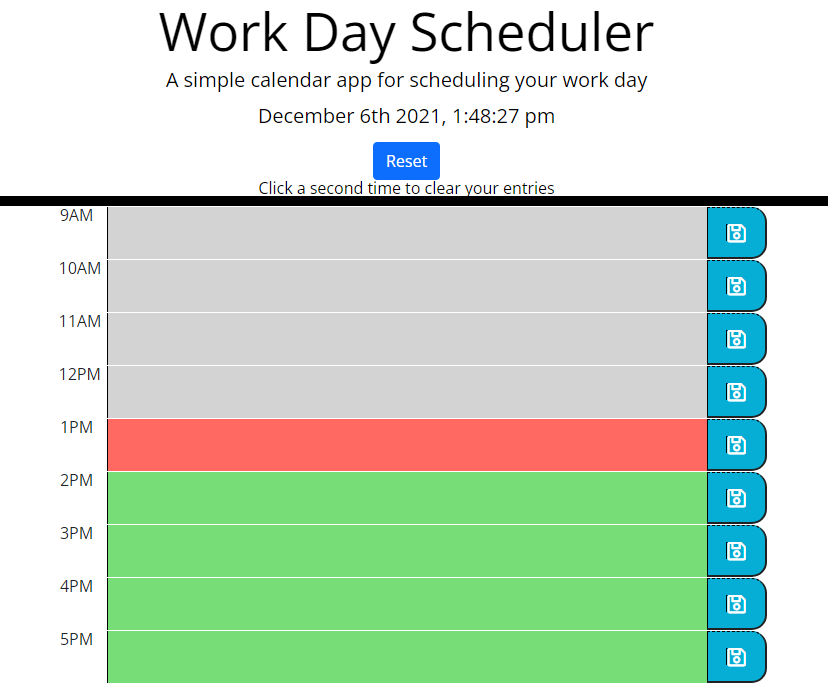 Work Day Scheduler
A simple calendar app for scheduling your work day
December 6th 2021, 1:48:27 pm
Reset
Click a second time to clear your entries
9AM
10AM
11AM
12PM
1PM
2PM
3PM
4PM
5PM